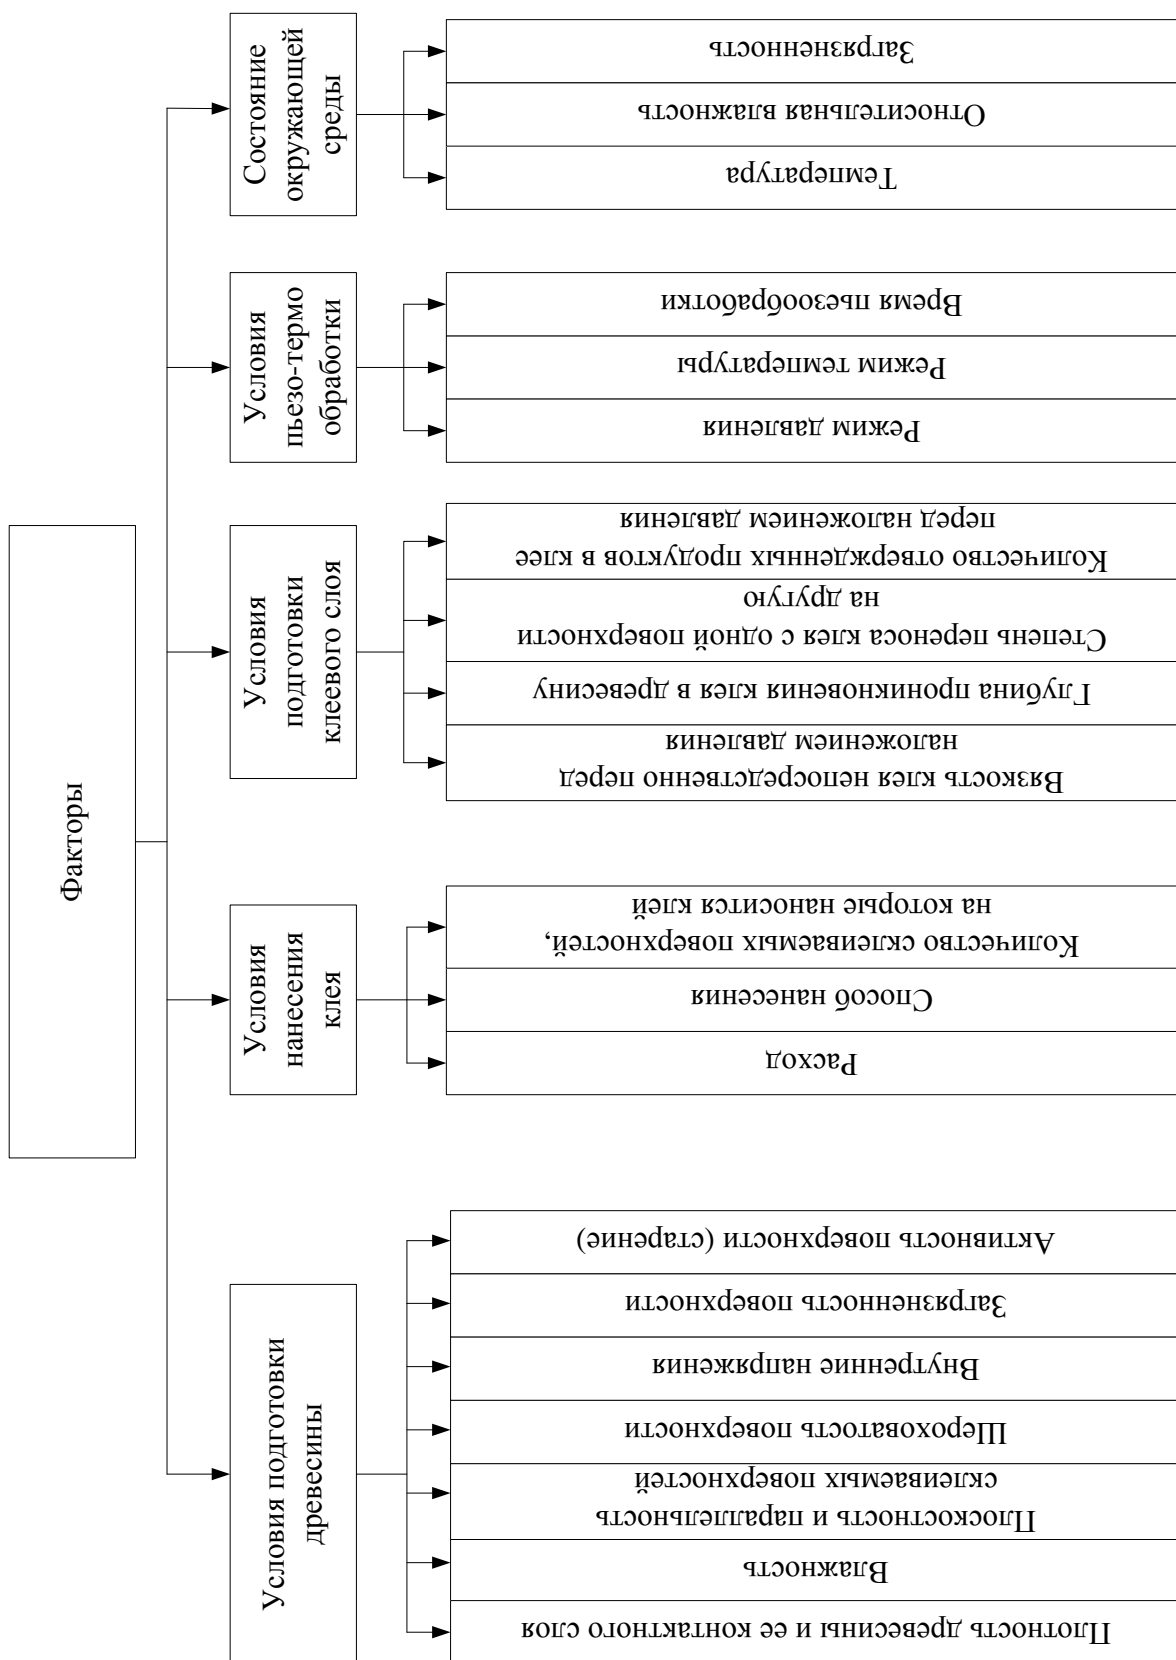 Факторы
Условия подготовки
древесины
Плотность древесины и ее контактного слоя
Влажность
Плоскостность и параллельность
склеиваемых поверхностей
Шероховатость поверхности
Внутренние напряжения
Загрязненность поверхности
Активность поверхности (старение)
Условия
нанесения
клея
Расход
Способ нанесения
Количество склеиваемых поверхностей,
на которые наносится клей
Условия
подготовки
клеевого слоя
Вязкость клея непосредственно перед
наложением давления
Глубина проникновения клея в древесину
Степень переноса клея с одной поверхности
на другую
Количество отвержденных продуктов в клее
перед наложением давления
Условия
пьезо-термо
обработки
Режим давления
Режим температуры
Время пьезообработки
Состояние
окружающей
среды
Температура
Относительная влажность
Загрязненность